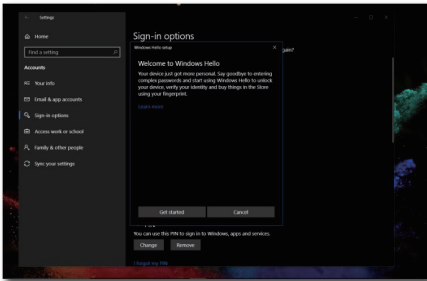 Settings
Home
Find a setting
Accounts
Your info
Email & app accounts
Sign-in options
Access work or school
Family & other people
Sync your settings
Sign-in options
again?
Windows Hello setup
Welcome to Windows Hello
Your device just got more personal. Say goodbye to entering
complex passwords and start using Windows Hello to unlock
your device, verify your identity and buy things in the Store
using your fingerprint.
Learn more
Get started
Cancel
You can use this PIN to sign in to Windows, apps and services.
Change
Remove
I forgot my PIN